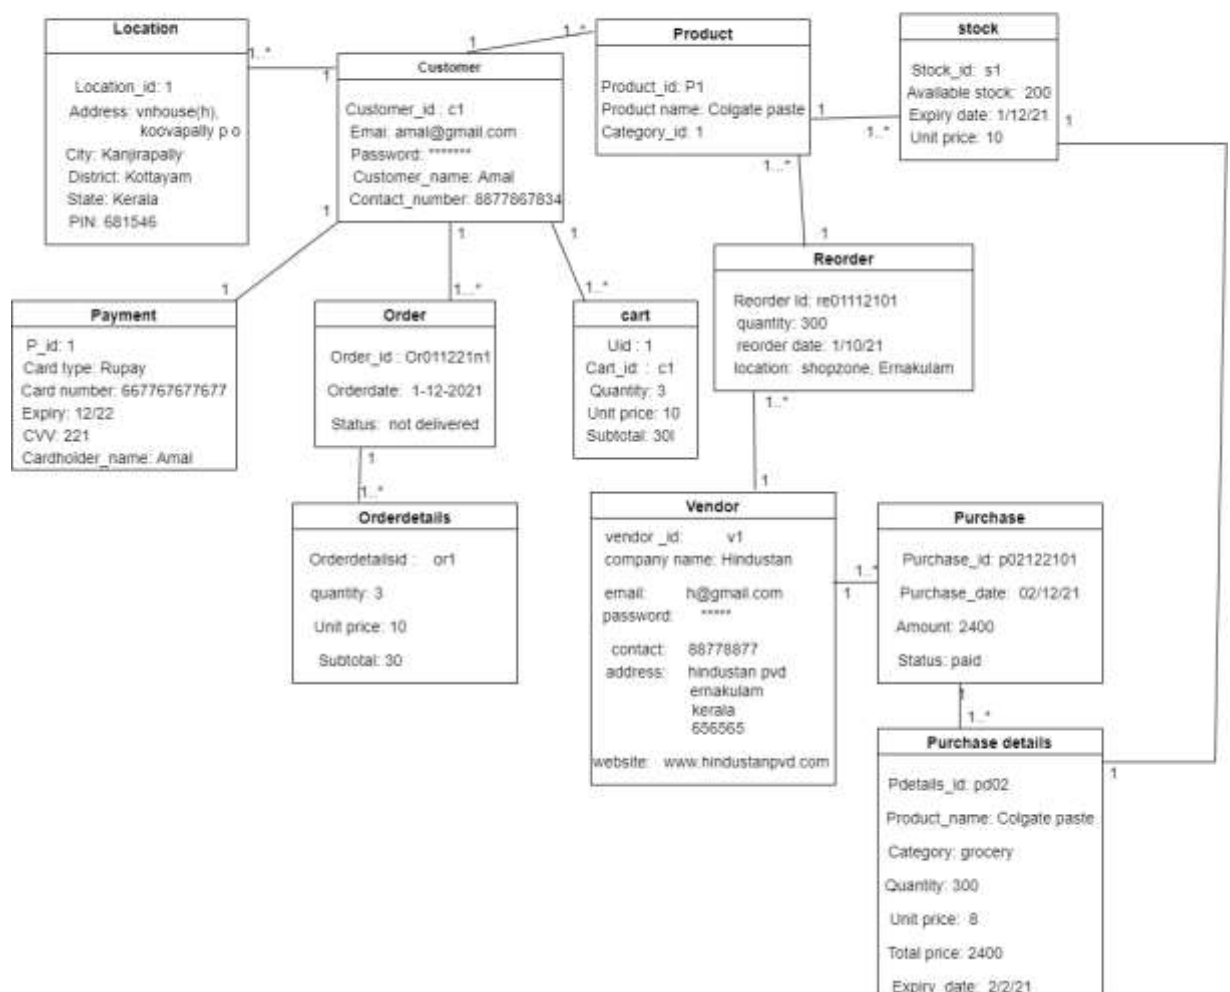 Location
Location_id: 1
Address: vnhouse(h),
koovapally p o
City: Kanjirapally
District: Kottayam
State: Kerala
PIN: 681546
1..*
1
Customer
Customer_id : c1
Emai: amal@gmail.com
Password: *******
Customer_name: Amal
Contact_number: 8877867834
1
1..*
Product
Product_id: P1
Product name: Colgate paste
Category_id: 1
1
1..*
stock
Stock_id: s1
Available stock: 200
Expiry date: 1/12/21
Unit price: 10
1
1..*
1
Reorder
Reorder Id: re01112101
quantity: 300
reorder date: 1/10/21
location: shopzone, Ernakulam
1
1
Payment
P_id: 1
Card type: Rupay
Card number: 667767677677
Expiry: 12/22
CVV: 221
Cardholder_name: Amal
1
1..*
Order
Order_id : Or011221n1
Orderdate: 1-12-2021
Status: not delivered
1
1..*
cart
Uid : 1
Cart_id : c1
Quantity: 3
Unit price: 10
Subtotal: 30l
1
1..*
Orderdetails
Orderdetailsid : or1
quantity: 3
Unit price: 10
Subtotal: 30
1..*
1
Vendor
vendor _id: v1
company name: Hindustan
email: h@gmail.com
password: *****
contact: 88778877
address: hindustan pvd
ernakulam
kerala
656565
website: www.hindustanpvd.com
1..*
1
Purchase
Purchase_id: p02122101
Purchase_date: 02/12/21
Amount: 2400
Status: paid
1
1..*
Purchase details
1
Pdetails_id: pd02
Product_name: Colgate paste
Category: grocery
Quantity: 300
Unit price: 8
Total price: 2400
Expiry_date: 2/2/21